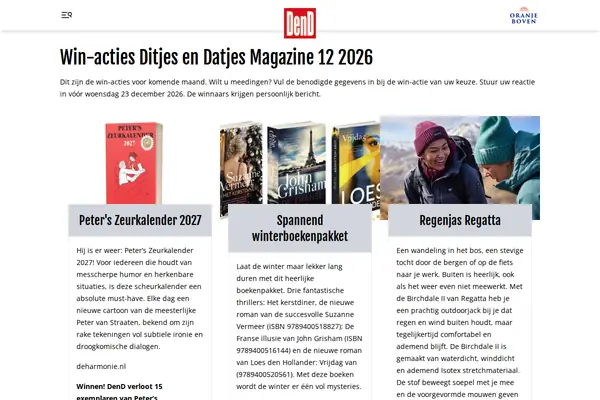 DenD
ORANJE
BOVEN
Win-acties Ditjes en Datjes Magazine 12 2026
Dit zijn de win-acties voor komende maand. Wilt u meedingen? Vul de benodigde gegevens in bij de win-actie van uw keuze. Stuur uw reactie
in vóór woensdag 23 december 2026. De winnaars krijgen persoonlijk bericht.
PETER'S
ZEURKALENDER
2027
Suzanne
Vermeer
John
Grisham
Vrijdag
LOES
Peter's Zeurkalender 2027
Hij is er weer: Peter's Zeurkalender
2027! Voor iedereen die houdt van
messcherpe humor en herkenbare
situaties, is deze scheurkalender een
absolute must-have. Elke dag een
nieuwe cartoon van de meesterlijke
Peter van Straaten, bekend om zijn
rake tekeningen vol subtiele ironie en
droogkomische dialogen.
deharmonie.nl
Winnen! DenD verloot 15
exemplaren van Peter's
Spannend
winterboekenpakket
Laat de winter maar lekker lang
duren met dit heerlijke
boekenpakket. Drie fantastische
thrillers: Het kerstdiner, de nieuwe
roman van de succesvolle Suzanne
Vermeer (ISBN 9789400518827); De
Franse illusie van John Grisham (ISBN
9789400516144) en de nieuwe roman
van Loes den Hollander: Vrijdag van
(9789400520561). Met deze boeken
wordt de winter er één vol mysteries.
Regenjas Regatta
Een wandeling in het bos, een stevige
tocht door de bergen of op de fiets
naar je werk. Buiten is heerlijk, ook
als het weer even niet meewerkt. Met
de Birchdale II van Regatta heb je
een prachtig outdoorjack bij je dat
regen en wind buiten houdt, maar
tegelijkertijd comfortabel en
ademend blijft. De Birchdale II is
gemaakt van waterdicht, winddicht
en ademend Isotex stretchmateriaal.
De stof beweegt soepel met je mee
en de voorgevormde mouwen geven